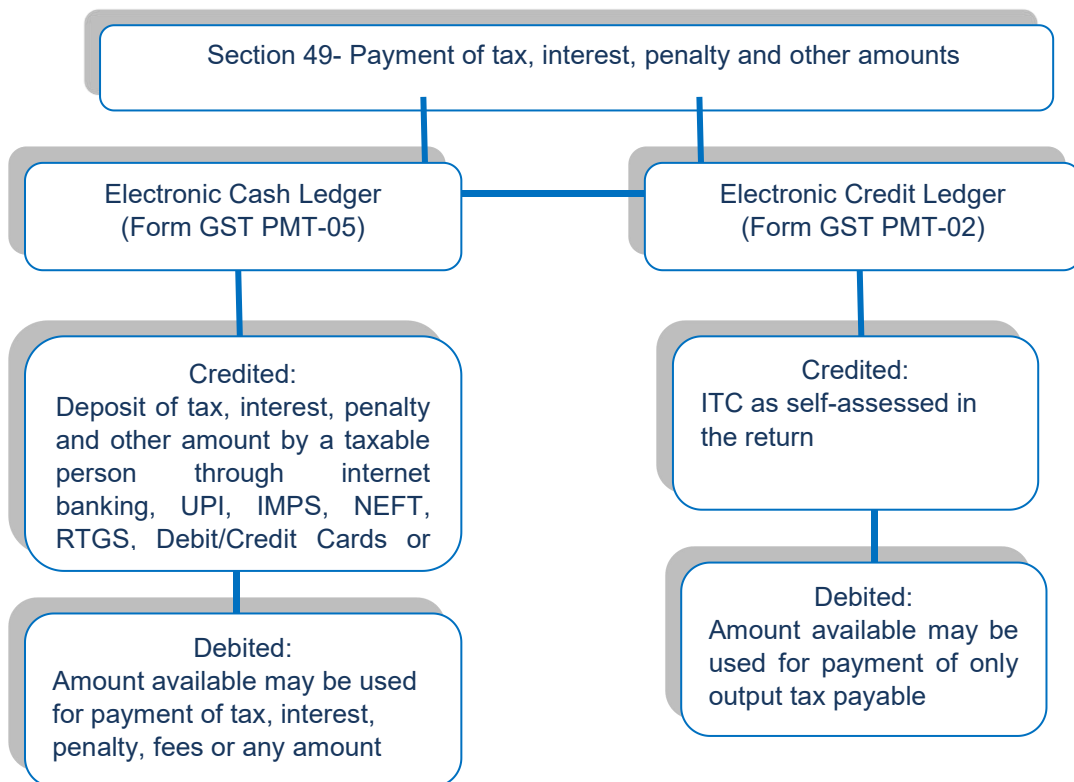 Section 49- Payment of tax, interest, penalty and other amounts
Electronic Cash Ledger
(Form GST PMT-05)
Electronic Credit Ledger
(Form GST PMT-02)
Credited:
Deposit of tax, interest, penalty
and other amount by a taxable
person through internet
banking, UPI, IMPS, NEFT,
RTGS, Debit/Credit Cards or
Credited:
ITC as self-assessed in
the return
Debited:
Amount available may be used
for payment of tax, interest,
penalty, fees or any amount
Debited:
Amount available may be
used for payment of only
output tax payable